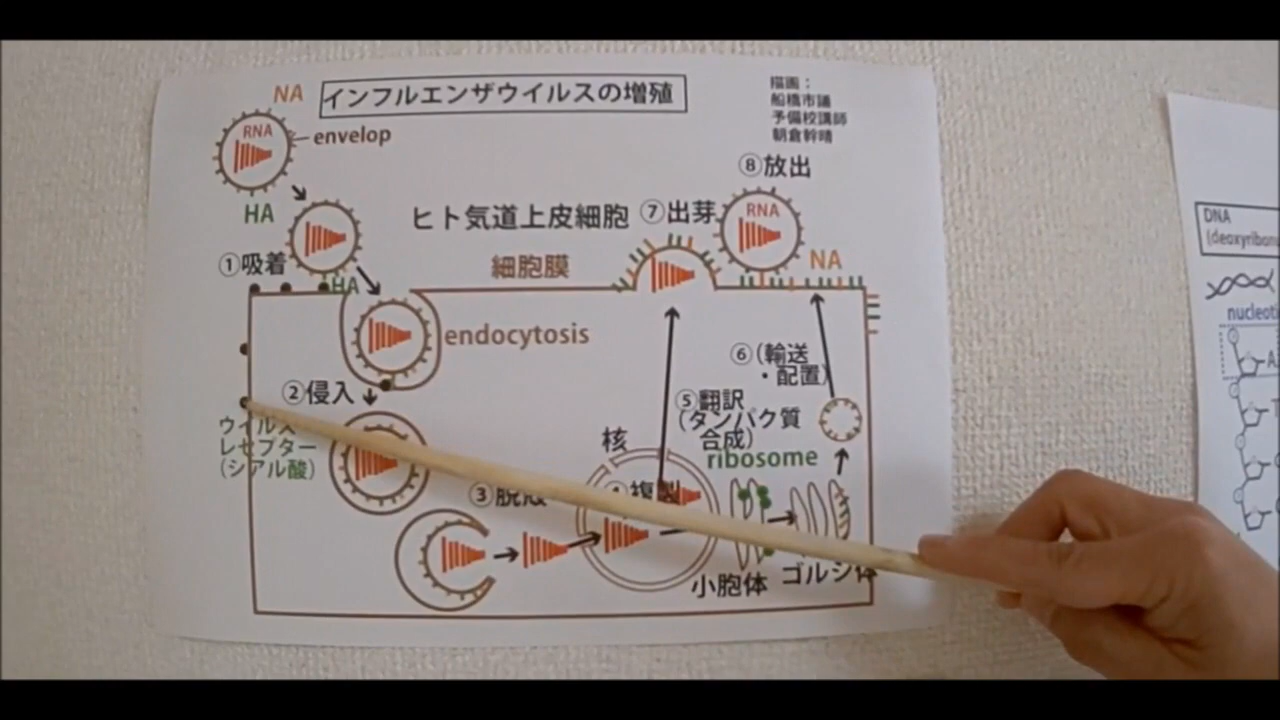 NA
インフルエンザウイルスの増殖
描画：
船橋市議
予備校講師
朝倉幹晴
RNA
envelop
⑧放出
HA
ヒト気道上皮細胞
⑦出芽
RNA
①吸着
細胞膜
NA
HA
endocytosis
②侵入
⑥(輸送
・配置)
⑤翻訳
(タンパク質
合成)
ribosome
核
ウイルス
レセプター
(シアル酸)
③脱殻
④複製
小胞体
ゴルジ体
DNA
(deoxyribon
nucleoti
A
T